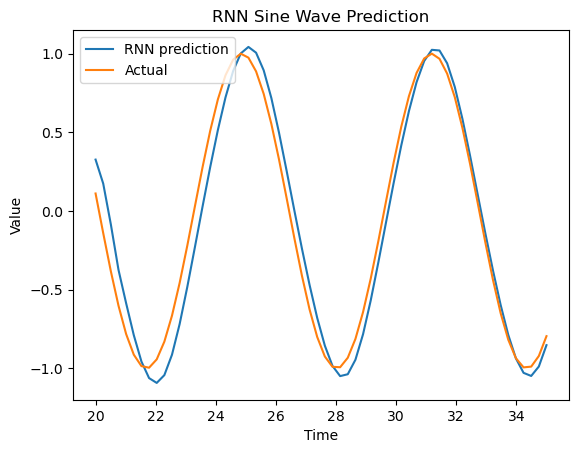 RNN Sine Wave Prediction
RNN prediction
Actual
1.0
0.5
0.0
−0.5
−1.0
Value
20 22 24 26 28 30 32 34
Time